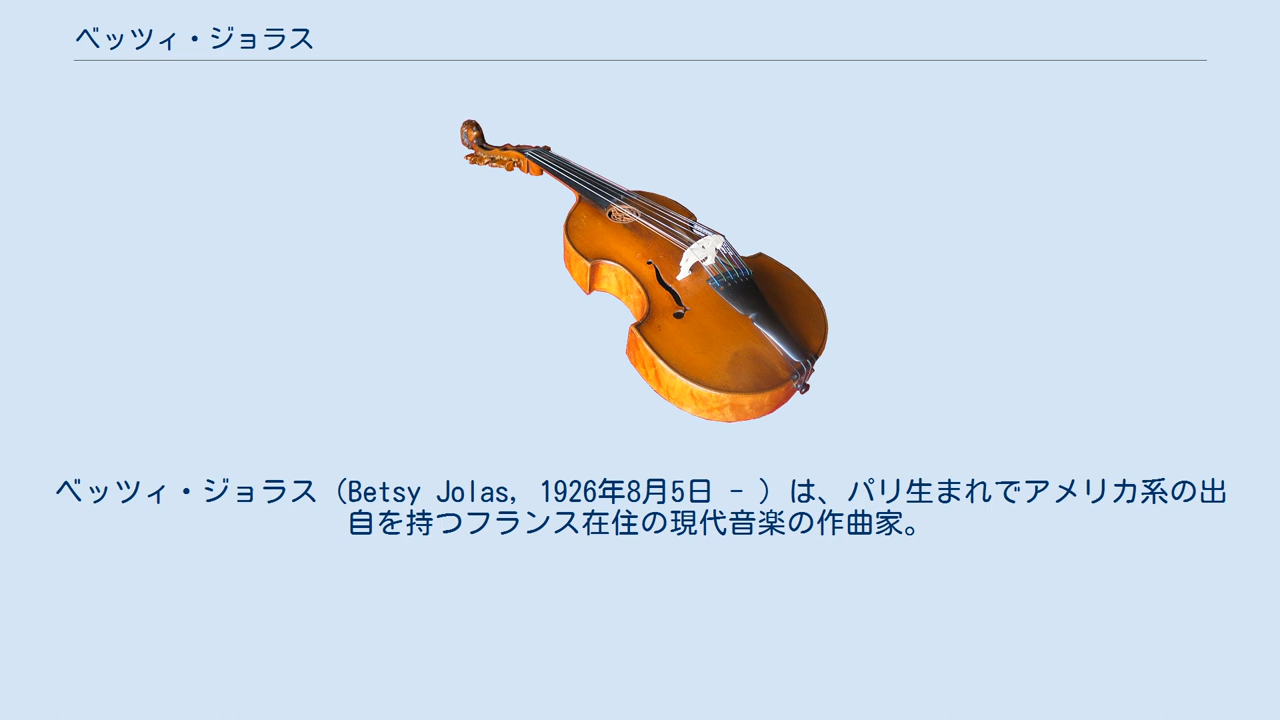 ベッツィ・ジョラス
ベッツィ・ジョラス（Betsy Jolas, 1926年8月5日 - ）は、パリ生まれでアメリカ系の出
自を持つフランス在住の現代音楽の作曲家。